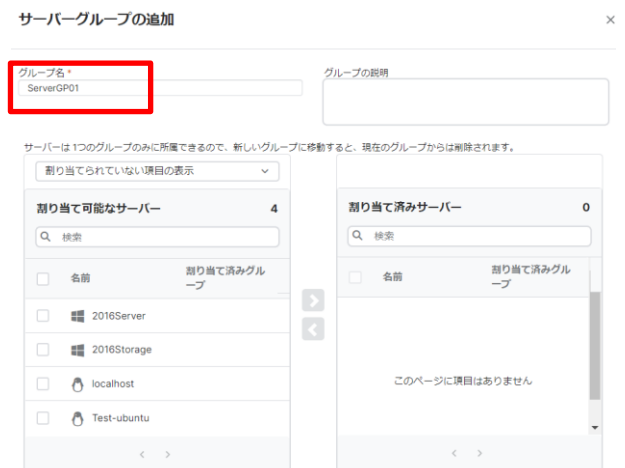 サーバーグループの追加
グループ名 *
グループの説明
ServerGP01
サーバーは 1つのグループのみに所属できるので、新しいグループに移動すると、現在のグループからは削除されます。
割り当てられていない項目の表示
割り当て可能なサーバー 4
割り当て済みサーバー 0
検索
検索
名前
割り当て済みグル
ープ
名前
割り当て済みグル
ープ
2016Server
2016Storage
localhost
Test-ubuntu
このページに項目はありません